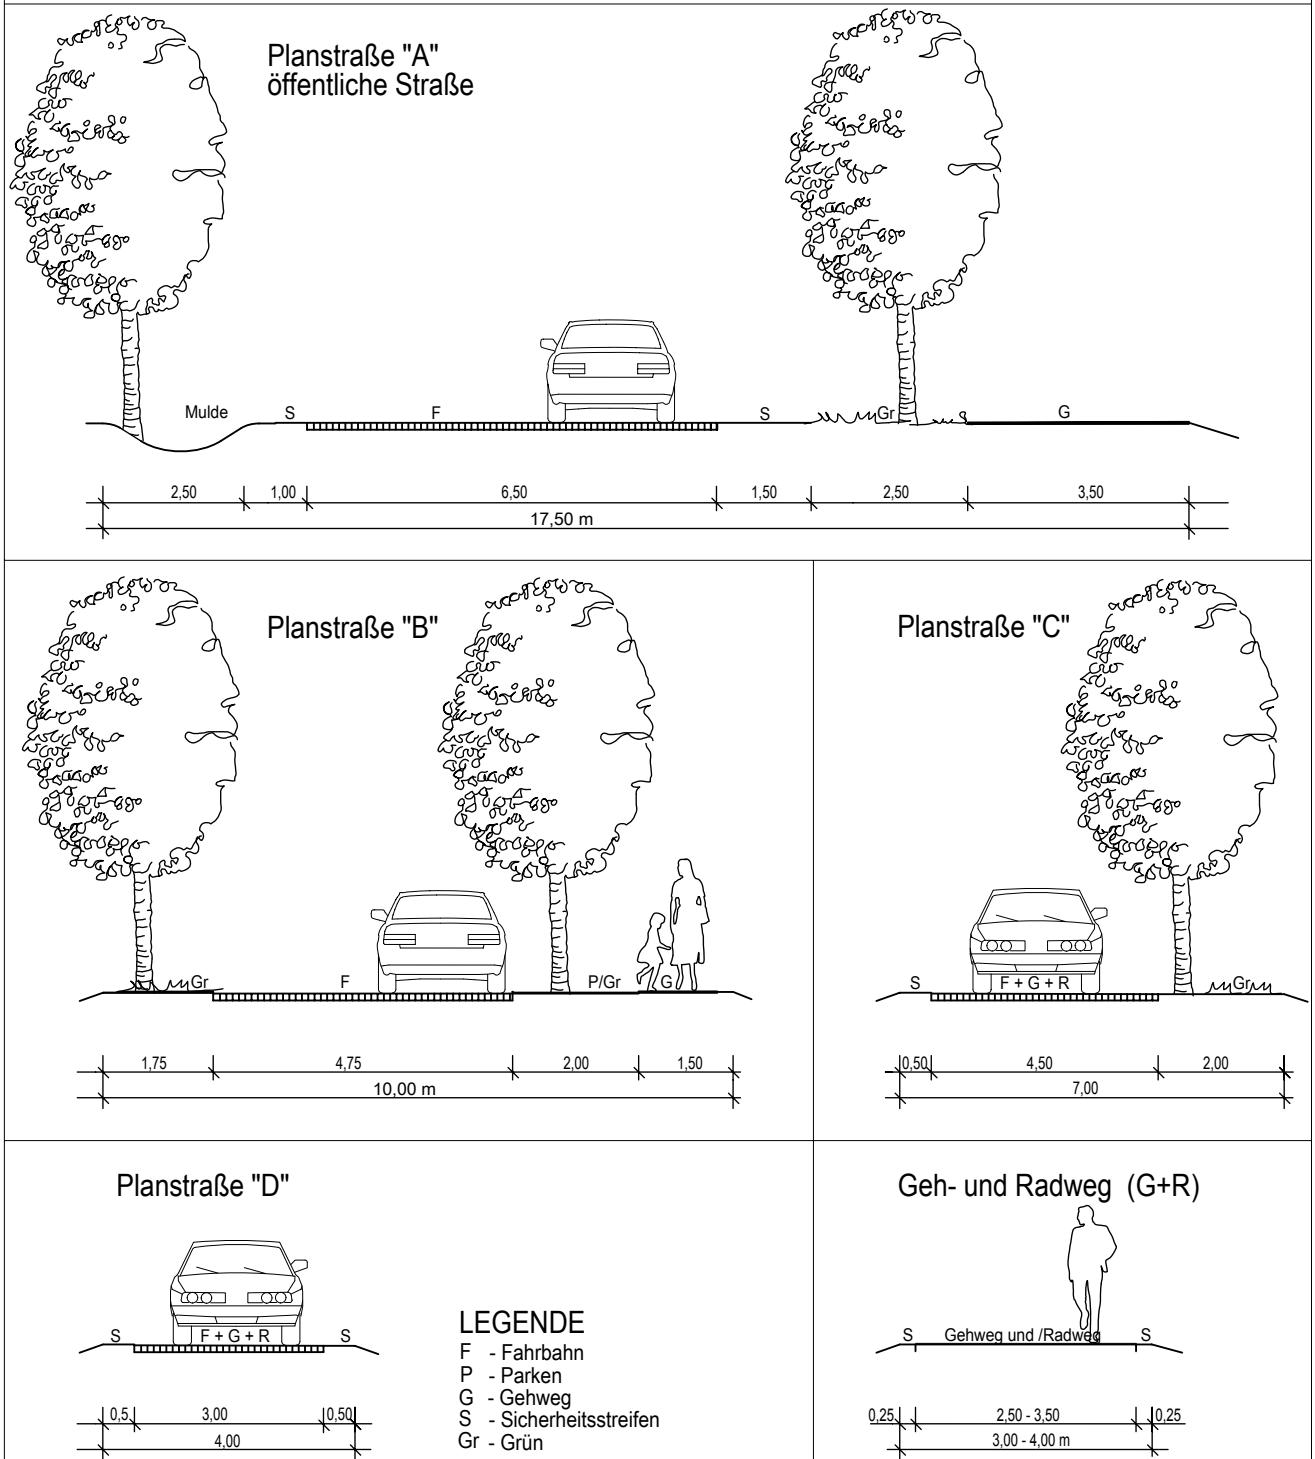 Planstraße "A"
öffentliche Straße
Mulde S F S Gr G
2,50 1,00 6,50 1,50 2,50 3,50
17,50 m
Planstraße "B"
Gr F P/Gr G
1,75 4,75 2,00 1,50
10,00 m
Planstraße "C"
S F + G + R Gr
0,50 4,50 2,00
7,00
Planstraße "D"
S F + G + R S
0,5 3,00 0,50
4,00
LEGENDE
F - Fahrbahn
P - Parken
G - Gehweg
S - Sicherheitsstreifen
Gr - Grün
Geh- und Radweg (G+R)
S Gehweg und /Radweg S
0,25 2,50 - 3,50 0,25
3,00 - 4,00 m